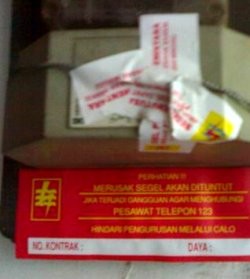 SEMENTARA
PERHATIAN !!!
MERUSAK SEGEL AKAN DITUNTUT
JIKA TERJADI GANGGUAN AGAR MENGHUBUNGI
PESAWAT TELEPON 123
HINDARI PENGURUSAN MELALUI CALO
NO. KONTRAK : DAYA :